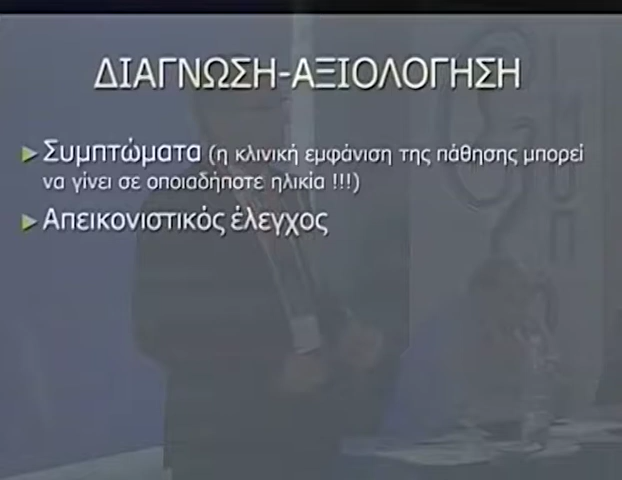 ΔΙΑΓΝΩΣΗ-ΑΞΙΟΛΟΓΗΣΗ
Συμπτώματα (η κλινική εμφάνιση της πάθησης μπορεί
να γίνει σε οποιαδήποτε ηλικία !!!)
Απεικονιστικός έλεγχος